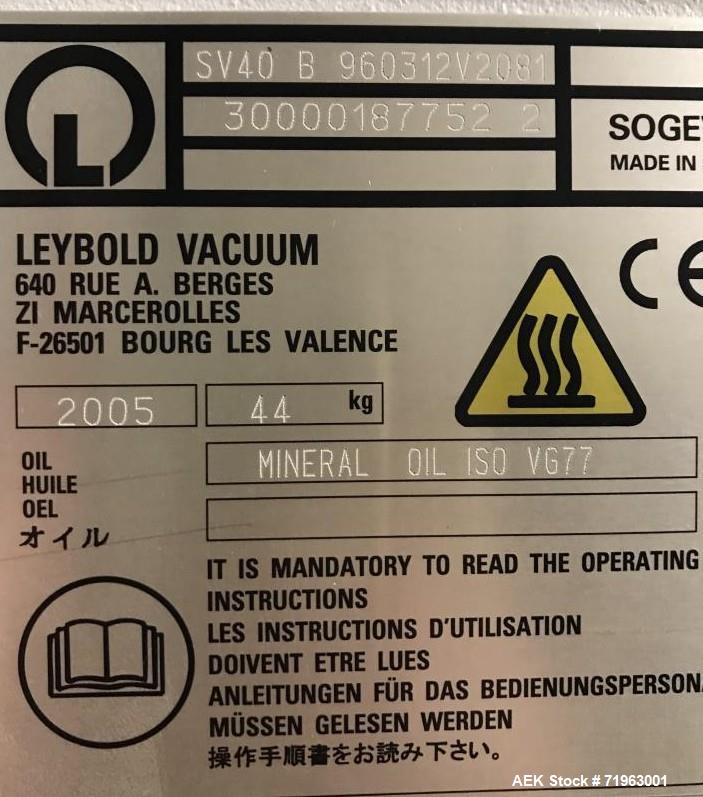 SV40 B 960312V2081
30000187752 2
SOGEV
MADE IN
LEYBOLD VACUUM
640 RUE A. BERGES
ZI MARCEROLLES
F-26501 BOURG LES VALENCE
CE
2005
44 kg
OIL
HUILE
OEL
オイル
MINERAL OIL ISO VG77
IT IS MANDATORY TO READ THE OPERATING
INSTRUCTIONS
LES INSTRUCTIONS D'UTILISATION
DOIVENT ETRE LUES
ANLEITUNGEN FÜR DAS BEDIENUNGSPERSONA
MÜSSEN GELESEN WERDEN
操作手順書をお読み下さい。
AEK Stock # 71963001